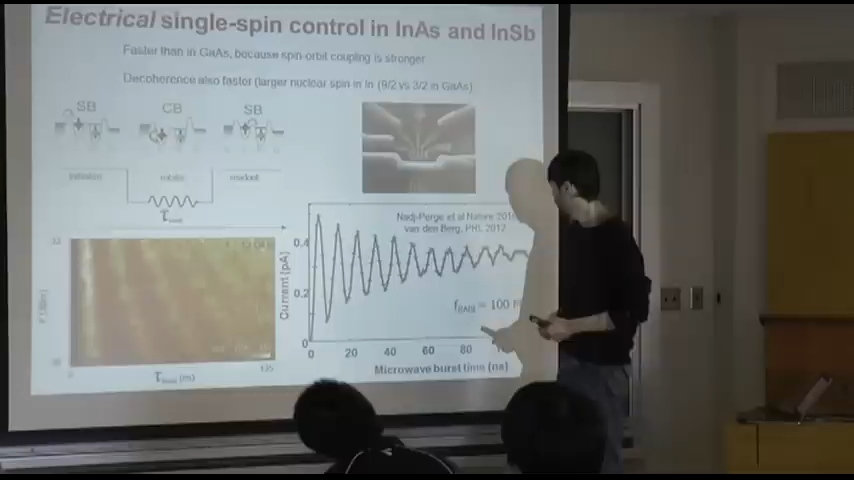 Electrical single-spin control in InAs and InSb
Faster than in GaAs, because spin-orbit coupling is stronger
Decoherence also faster (larger nuclear spin in In (9/2 vs 3/2 in GaAs)
SB CB SB
initialize rotate readout
Nadj-Perge et al Nature
van den Berg, PRL 2012
= 100
Current (pA)
0.4
0.2
0
0 20 40 60 80
Microwave burst time (ns)
(ns)